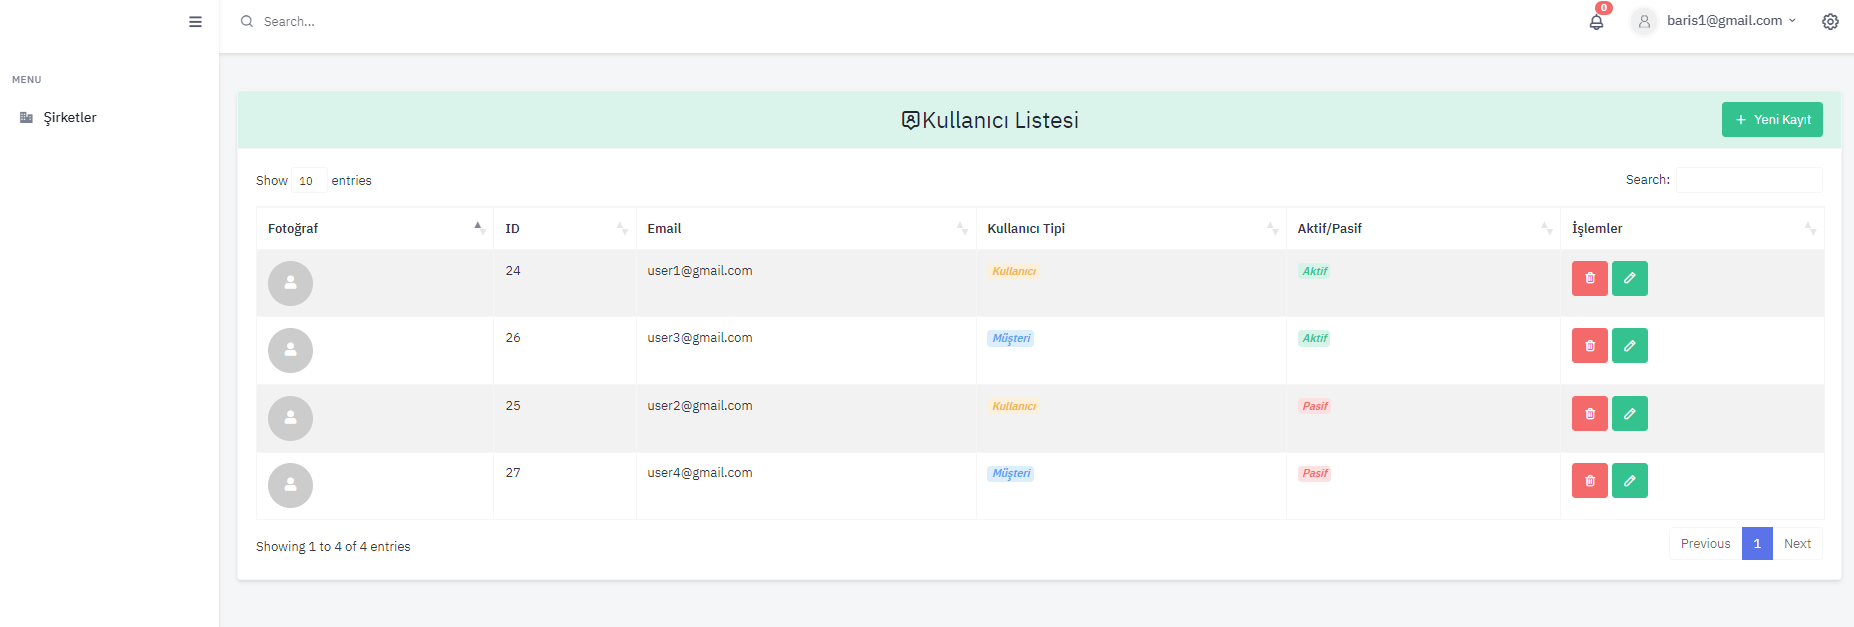 Search...
0
baris1@gmail.com
MENU
Şirketler
Kullanıcı Listesi
+ Yeni Kayıt
Show 10 entries
Search:
Fotoğraf ID Email Kullanıcı Tipi Aktif/Pasif İşlemler
24 user1@gmail.com Kullanıcı Aktif
26 user3@gmail.com Müşteri Aktif
25 user2@gmail.com Kullanıcı Pasif
27 user4@gmail.com Müşteri Pasif
Showing 1 to 4 of 4 entries
Previous 1 Next